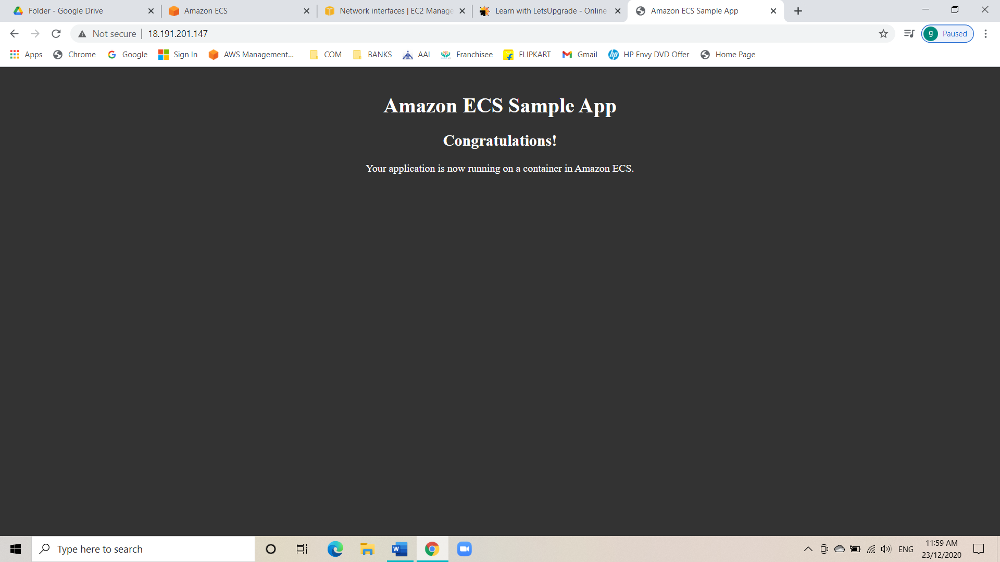 Folder - Google Drive
Amazon ECS
Network interfaces | EC2 Manage
Learn with LetsUpgrade - Online
Amazon ECS Sample App
Not secure
18.191.201.147
g
Paused
Apps
Chrome
Google
Sign In
AWS Management...
COM
BANKS
AAI
Franchisee
FLIPKART
Gmail
HP Envy DVD Offer
Home Page
Amazon ECS Sample App
Congratulations!
Your application is now running on a container in Amazon ECS.
Type here to search
ENG
11:59 AM
23/12/2020